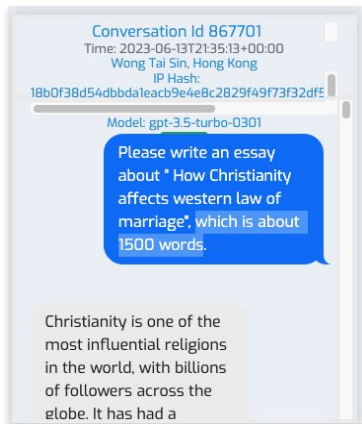 Conversation Id 867701
Time: 2023-06-13T21:35:13+00:00
Wong Tai Sin, Hong Kong
IP Hash:
18b0f38d54dbbda1eacb9e4e8c2829f49f73f32df5
Model: gpt-3.5-turbo-0301
Please write an essay
about " How Christianity
affects western law of
marriage", which is about
1500 words.
Christianity is one of the
most influential religions
in the world, with billions
of followers across the
globe. It has had a